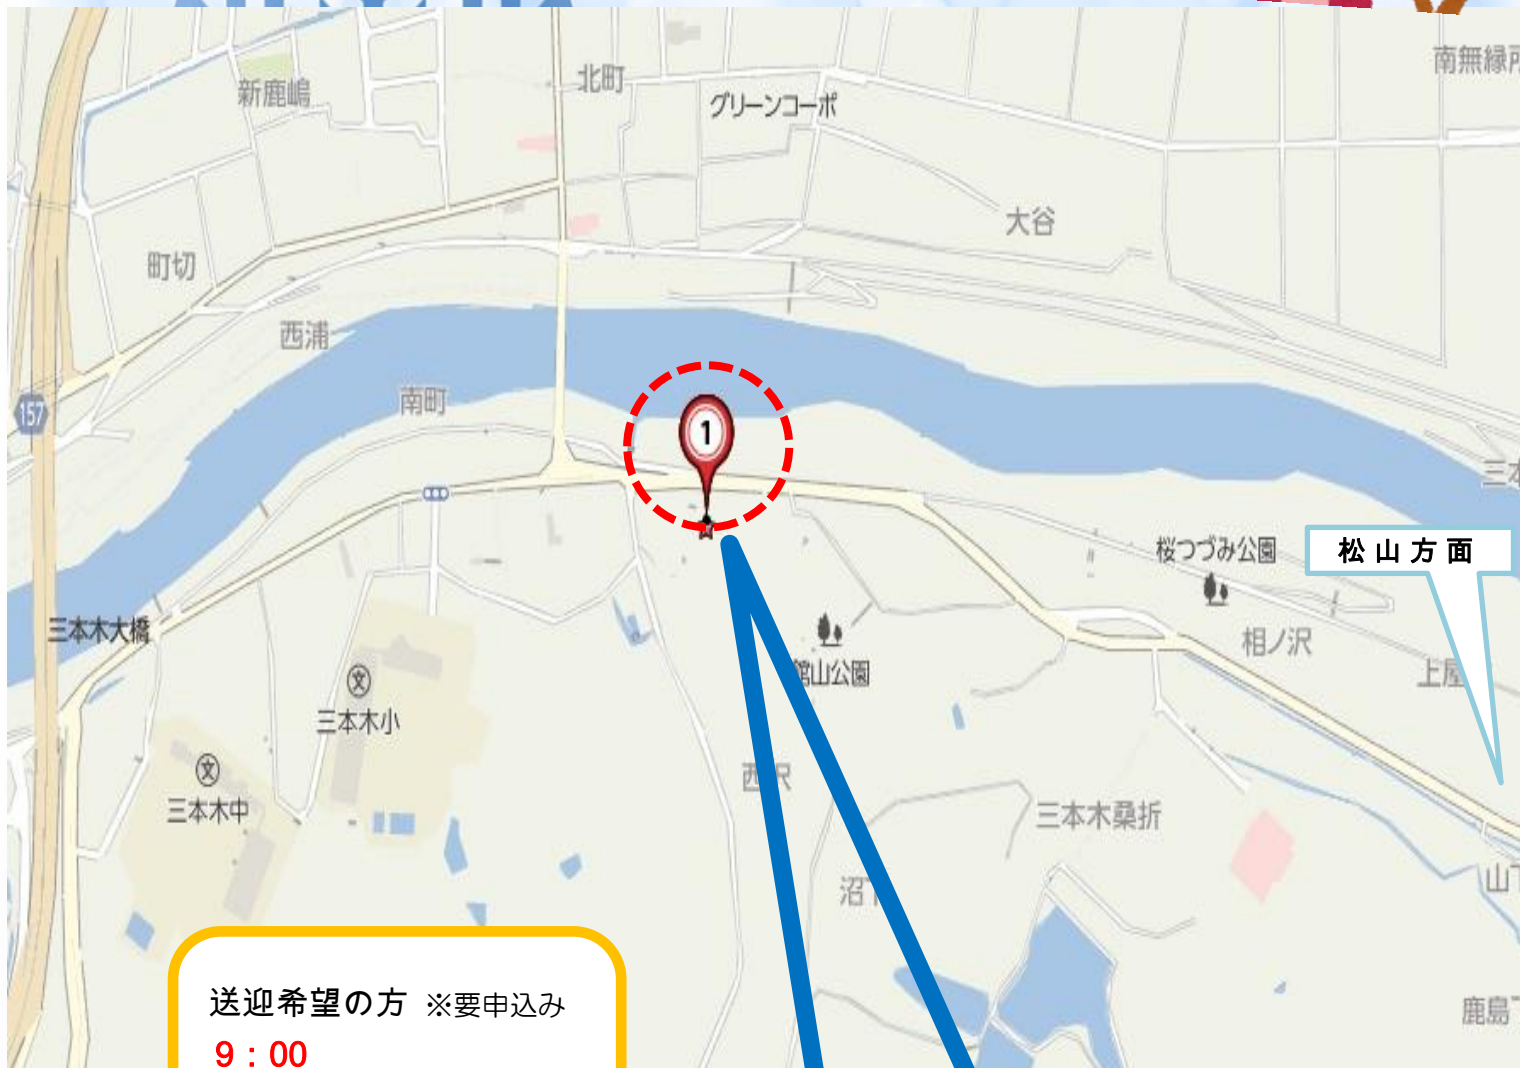 南無縁所
新鹿嶋
北町
グリーンコーポ
大谷
町切
西浦
南町
157
1
桜つづみ公園
松山方面
三本木大橋
相ノ沢
館山公園
三本木小
三本木中
西沢
三本木桑折
送迎希望の方 ※要申込み
9：00